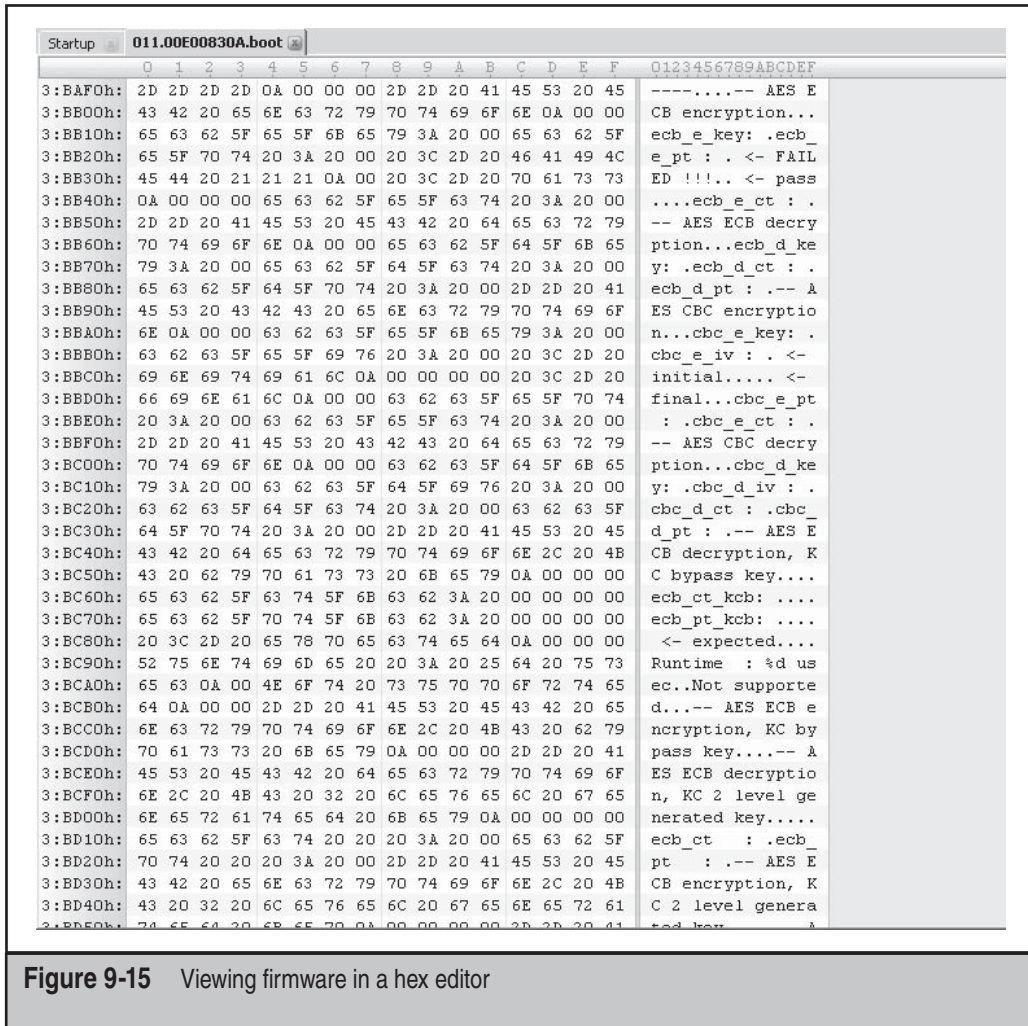 Startup 011.00E00830A.boot
0 1 2 3 4 5 6 7 8 9 A B C D E F 0123456789ABCDEF
3:BAF0h: 2D 2D 2D 2D 0A 00 00 00 2D 2D 20 41 45 53 20 45 ----....-- AES E
3:BB00h: 43 42 20 65 6E 63 72 79 70 74 69 6F 6E 0A 00 00 CB encryption...
3:BB10h: 65 63 62 5F 65 5F 6B 65 79 3A 20 00 65 63 62 5F ecb_e_key: .ecb_
3:BB20h: 65 5F 70 74 20 3A 20 00 20 3C 2D 20 46 41 49 4C e_pt : . <- FAIL
3:BB30h: 45 44 20 21 21 21 0A 00 20 3C 2D 20 70 61 73 73 ED !!!.. <- pass
3:BB40h: 0A 00 00 00 65 63 62 5F 65 5F 63 74 20 3A 20 00 ....ecb_e_ct : .
3:BB50h: 2D 2D 20 41 45 53 20 45 43 42 20 64 65 63 72 79 -- AES ECB decry
3:BB60h: 70 74 69 6F 6E 0A 00 00 65 63 62 5F 64 5F 6B 65 ption...ecb_d_ke
3:BB70h: 79 3A 20 00 65 63 62 5F 64 5F 63 74 20 3A 20 00 y: .ecb_d_ct : .
3:BB80h: 65 63 62 5F 64 5F 70 74 20 3A 20 00 2D 2D 20 41 ecb_d_pt : .-- A
3:BB90h: 45 53 20 43 42 43 20 65 6E 63 72 79 70 74 69 6F ES CBC encryptio
3:BBA0h: 6E 0A 00 00 63 62 63 5F 65 5F 6B 65 79 3A 20 00 n...cbc_e_key: .
3:BBB0h: 63 62 63 5F 65 5F 69 76 20 3A 20 00 20 3C 2D 20 cbc_e_iv : . <-
3:BBC0h: 69 6E 69 74 69 61 6C 0A 00 00 00 00 20 3C 2D 20 initial..... <-
3:BBD0h: 66 69 6E 61 6C 0A 00 00 63 62 63 5F 65 5F 70 74 final...cbc_e_pt
3:BBE0h: 20 3A 20 00 63 62 63 5F 65 5F 63 74 20 3A 20 00 : .cbc_e_ct : .
3:BBF0h: 2D 2D 20 41 45 53 20 43 42 43 20 64 65 63 72 79 -- AES CBC decry
3:BC00h: 70 74 69 6F 6E 0A 00 00 63 62 63 5F 64 5F 6B 65 ption...cbc_d_ke
3:BC10h: 79 3A 20 00 63 62 63 5F 64 5F 69 76 20 3A 20 00 y: .cbc_d_iv : .
3:BC20h: 63 62 63 5F 64 5F 63 74 20 3A 20 00 63 62 63 5F cbc_d_ct : .cbc_
3:BC30h: 64 5F 70 74 20 3A 20 00 2D 2D 20 41 45 53 20 45 d_pt : .-- AES E
3:BC40h: 43 42 20 64 65 63 72 79 70 74 69 6F 6E 2C 20 4B CB decryption, K
3:BC50h: 43 20 62 79 70 61 73 73 20 6B 65 79 0A 00 00 00 C bypass key....
3:BC60h: 65 63 62 5F 63 74 5F 6B 63 62 3A 20 00 00 00 00 ecb_ct_kcb: ....
3:BC70h: 65 63 62 5F 70 74 5F 6B 63 62 3A 20 00 00 00 00 ecb_pt_kcb: ....
3:BC80h: 20 3C 2D 20 65 78 70 65 63 74 65 64 0A 00 00 00 <- expected....
3:BC90h: 52 75 6E 74 69 6D 65 20 20 3A 20 25 64 20 75 73 Runtime  : %d us
3:BCA0h: 65 63 0A 00 4E 6F 74 20 73 75 70 70 6F 72 74 65 ec..Not supporte
3:BCB0h: 64 0A 00 00 2D 2D 20 41 45 53 20 45 43 42 20 65 d...-- AES ECB e
3:BCC0h: 6E 63 72 79 70 74 69 6F 6E 2C 20 4B 43 20 62 79 ncryption, KC by
3:BCD0h: 70 61 73 73 20 6B 65 79 0A 00 00 00 2D 2D 20 41 pass key....-- A
3:BCE0h: 45 53 20 45 43 42 20 64 65 63 72 79 70 74 69 6F ES ECB decryptio
3:BCF0h: 6E 2C 20 4B 43 20 32 20 6C 65 76 65 6C 20 67 65 n, KC 2 level ge
3:BD00h: 6E 65 72 61 74 65 64 20 6B 65 79 0A 00 00 00 00 nerated key.....
3:BD10h: 65 63 62 5F 63 74 20 20 20 3A 20 00 65 63 62 5F ecb_ct   : .ecb_
3:BD20h: 70 74 20 20 20 3A 20 00 2D 2D 20 41 45 53 20 45 pt   : .-- AES E
3:BD30h: 43 42 20 65 6E 63 72 79 70 74 69 6F 6E 2C 20 4B CB encryption, K
3:BD40h: 43 20 32 20 6C 65 76 65 6C 20 67 65 6E 65 72 61 C 2 level genera
Figure 9-15 Viewing firmware in a hex editor